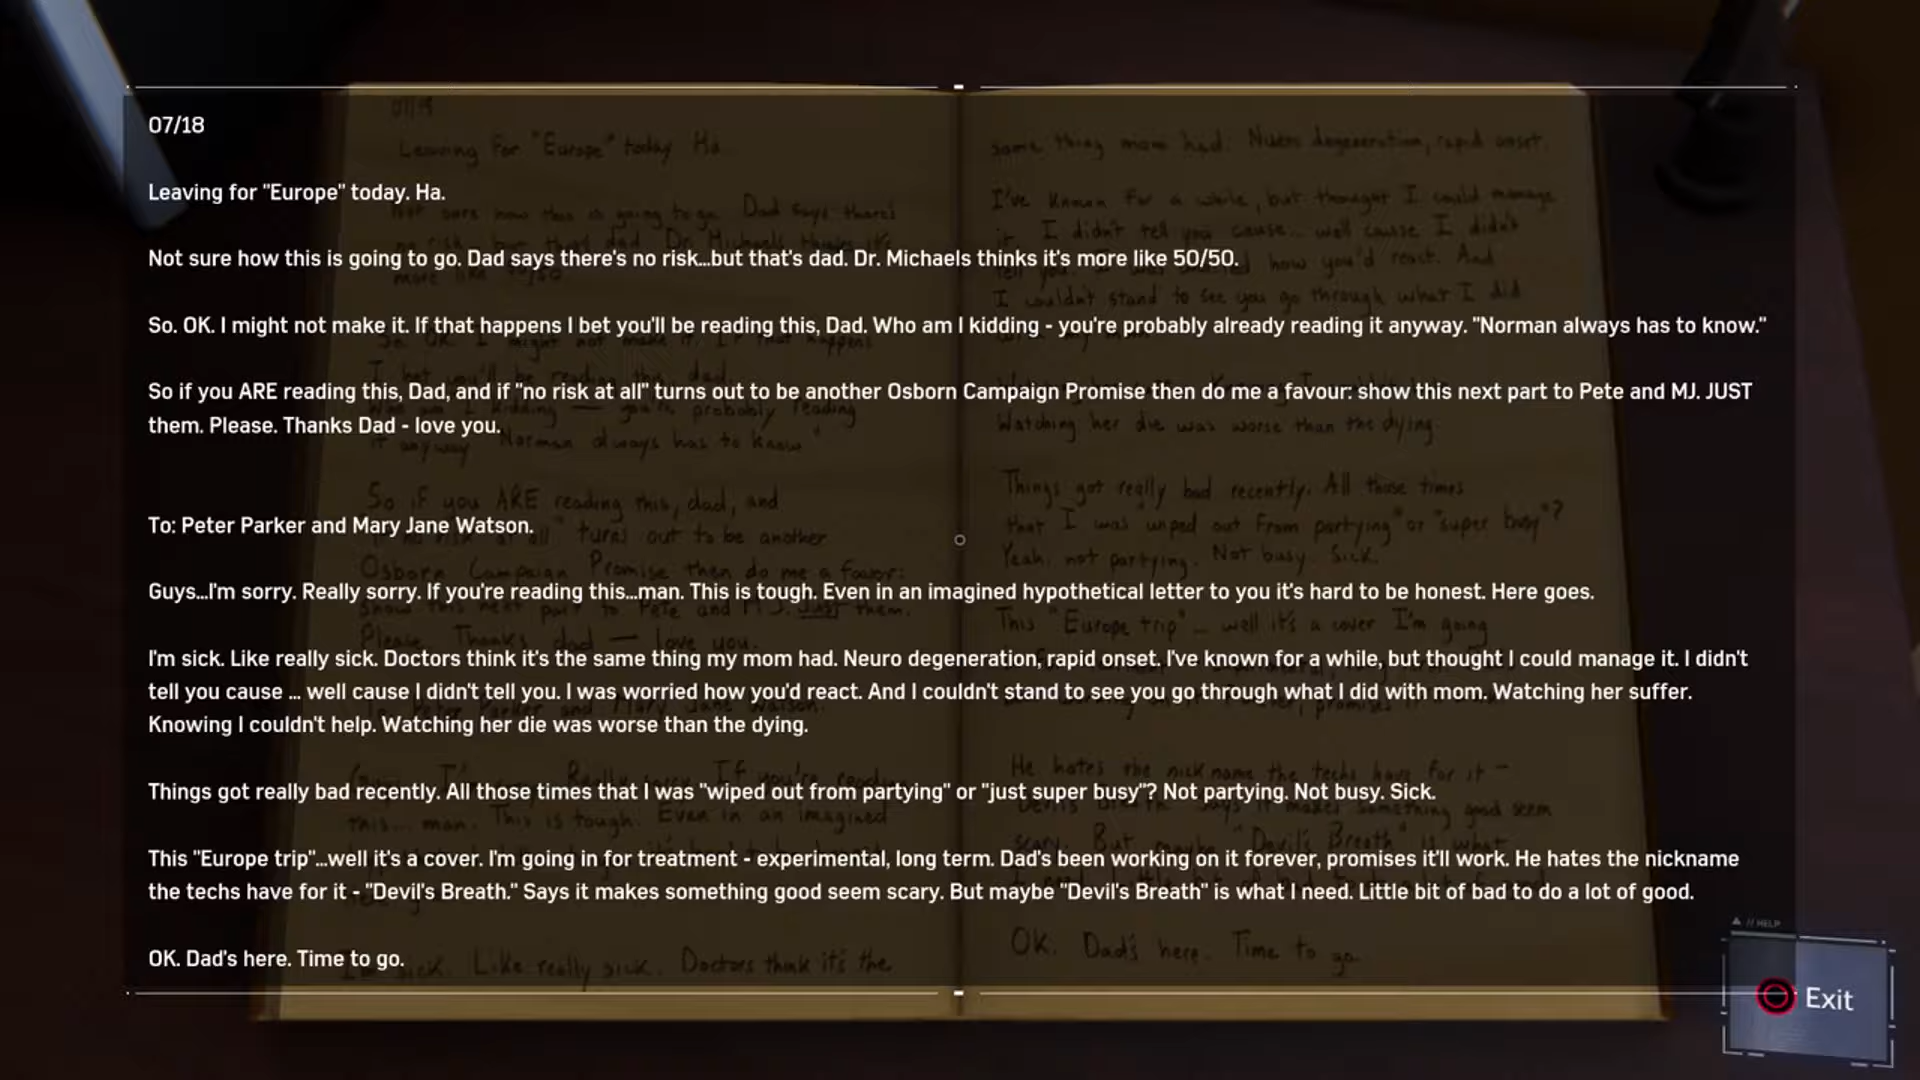 07/18
Leaving for "Europe" today. Ha.
Not sure how this is going to go. Dad says there's no risk...but that's dad. Dr. Michaels thinks it's more like 50/50.
So. OK. I might not make it. If that happens I bet you'll be reading this, Dad. Who am I kidding - you're probably already reading it anyway. "Norman always has to know."
So if you ARE reading this, Dad, and if "no risk at all" turns out to be another Osborn Campaign Promise then do me a favour: show this next part to Pete and MJ. JUST
them. Please. Thanks Dad - love you.
To: Peter Parker and Mary Jane Watson.
Guys...I'm sorry. Really sorry. If you're reading this...man. This is tough. Even in an imagined hypothetical letter to you it's hard to be honest. Here goes.
I'm sick. Like really sick. Doctors think it's the same thing my mom had. Neuro degeneration, rapid onset. I've known for a while, but thought I could manage it. I didn't
tell you cause ... well cause I didn't tell you. I was worried how you'd react. And I couldn't stand to see you go through what I did with mom. Watching her suffer.
Knowing I couldn't help. Watching her die was worse than the dying.
Things got really bad recently. All those times that I was "wiped out from partying" or "just super busy"? Not partying. Not busy. Sick.
This "Europe trip"...well it's a cover. I'm going in for treatment - experimental, long term. Dad's been working on it forever, promises it'll work. He hates the nickname
the techs have for it - "Devil's Breath." Says it makes something good seem scary. But maybe "Devil's Breath" is what I need. Little bit of bad to do a lot of good.
OK. Dad's here. Time to go.
// HELP
Exit